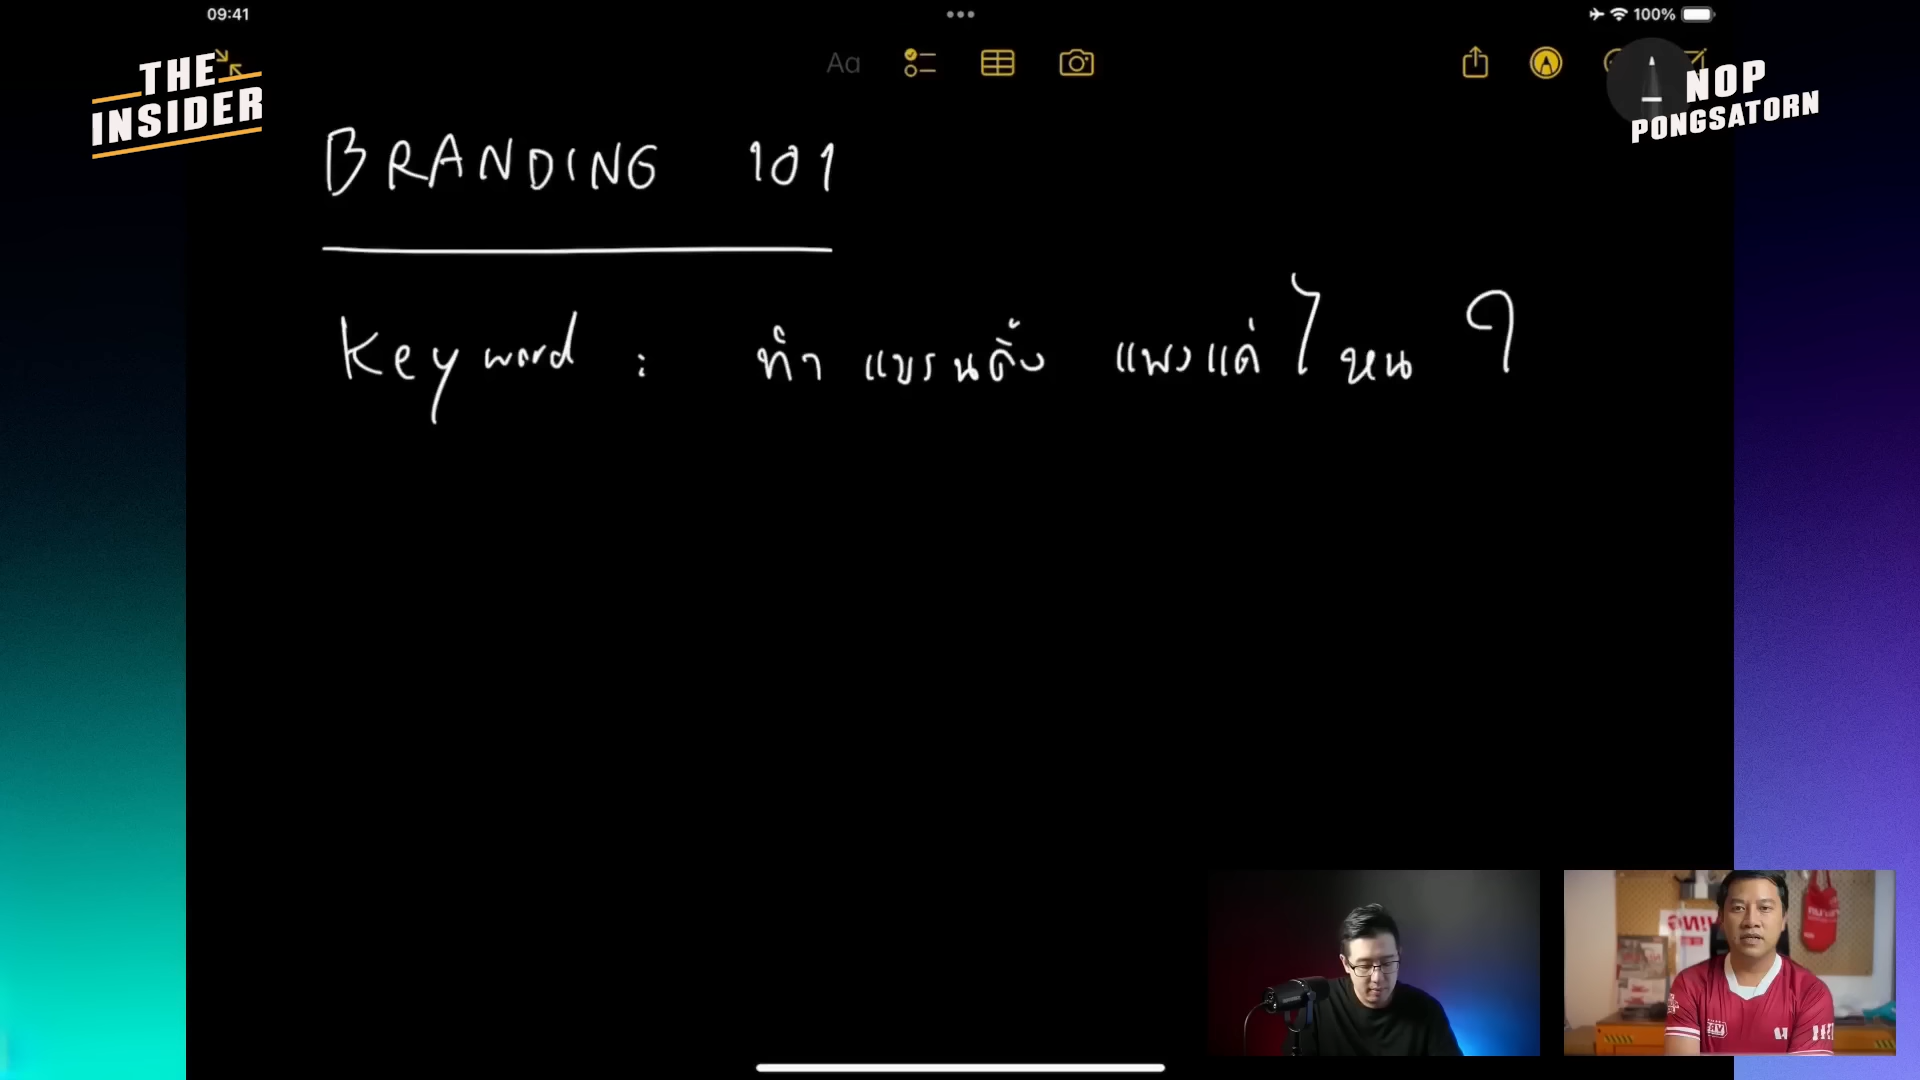 09:41
100%
THE
INSIDER
Aa
NOP
PONGSATORN
BRANDING 101
Keyword : ทำ แบรนดิ้ง แพงแค่ ไหน ?